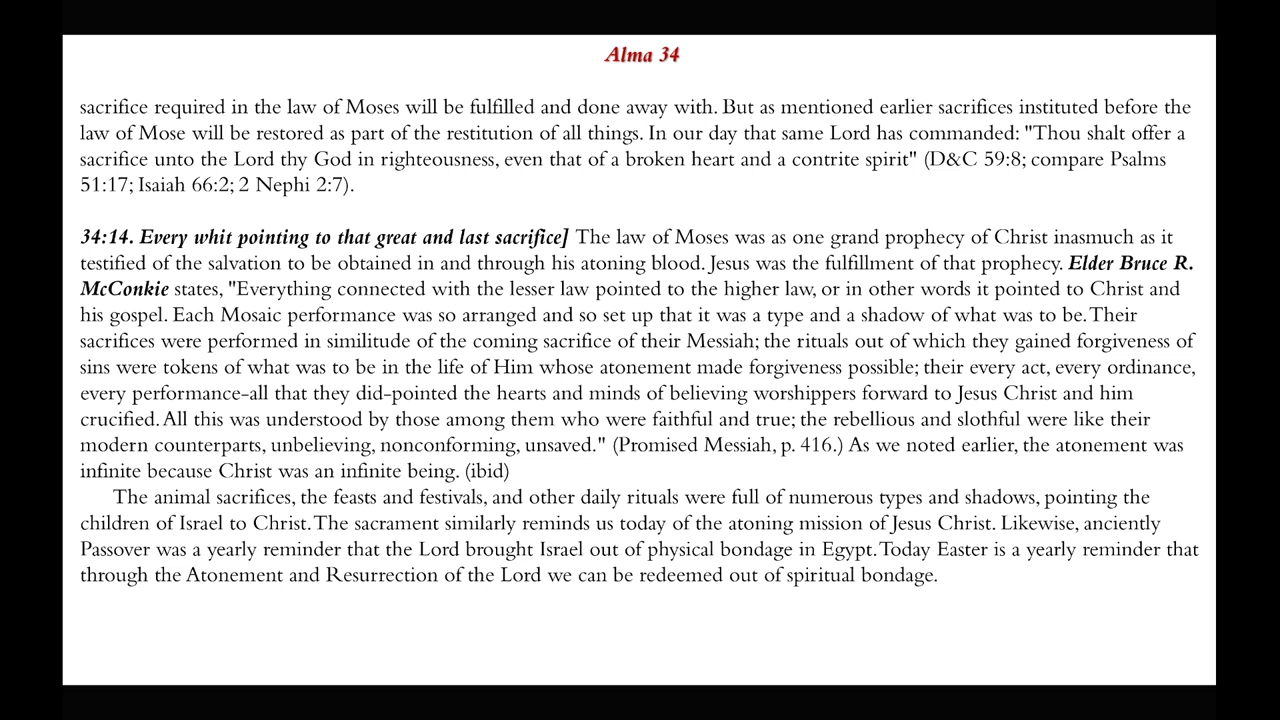 Alma 34
sacrifice required in the law of Moses will be fulfilled and done away with. But as mentioned earlier sacrifices instituted before the
law of Mose will be restored as part of the restitution of all things. In our day that same Lord has commanded: "Thou shalt offer a
sacrifice unto the Lord thy God in righteousness, even that of a broken heart and a contrite spirit" (D&C 59:8; compare Psalms
51:17; Isaiah 66:2; 2 Nephi 2:7).
34:14. Every whit pointing to that great and last sacrifice] The law of Moses was as one grand prophecy of Christ inasmuch as it
testified of the salvation to be obtained in and through his atoning blood. Jesus was the fulfillment of that prophecy. Elder Bruce R.
McConkie states, "Everything connected with the lesser law pointed to the higher law, or in other words it pointed to Christ and
his gospel. Each Mosaic performance was so arranged and so set up that it was a type and a shadow of what was to be. Their
sacrifices were performed in similitude of the coming sacrifice of their Messiah; the rituals out of which they gained forgiveness of
sins were tokens of what was to be in the life of Him whose atonement made forgiveness possible; their every act, every ordinance,
every performance-all that they did-pointed the hearts and minds of believing worshippers forward to Jesus Christ and him
crucified. All this was understood by those among them who were faithful and true; the rebellious and slothful were like their
modern counterparts, unbelieving, nonconforming, unsaved." (Promised Messiah, p. 416.) As we noted earlier, the atonement was
infinite because Christ was an infinite being. (ibid)
The animal sacrifices, the feasts and festivals, and other daily rituals were full of numerous types and shadows, pointing the
children of Israel to Christ. The sacrament similarly reminds us today of the atoning mission of Jesus Christ. Likewise, anciently
Passover was a yearly reminder that the Lord brought Israel out of physical bondage in Egypt. Today Easter is a yearly reminder that
through the Atonement and Resurrection of the Lord we can be redeemed out of spiritual bondage.